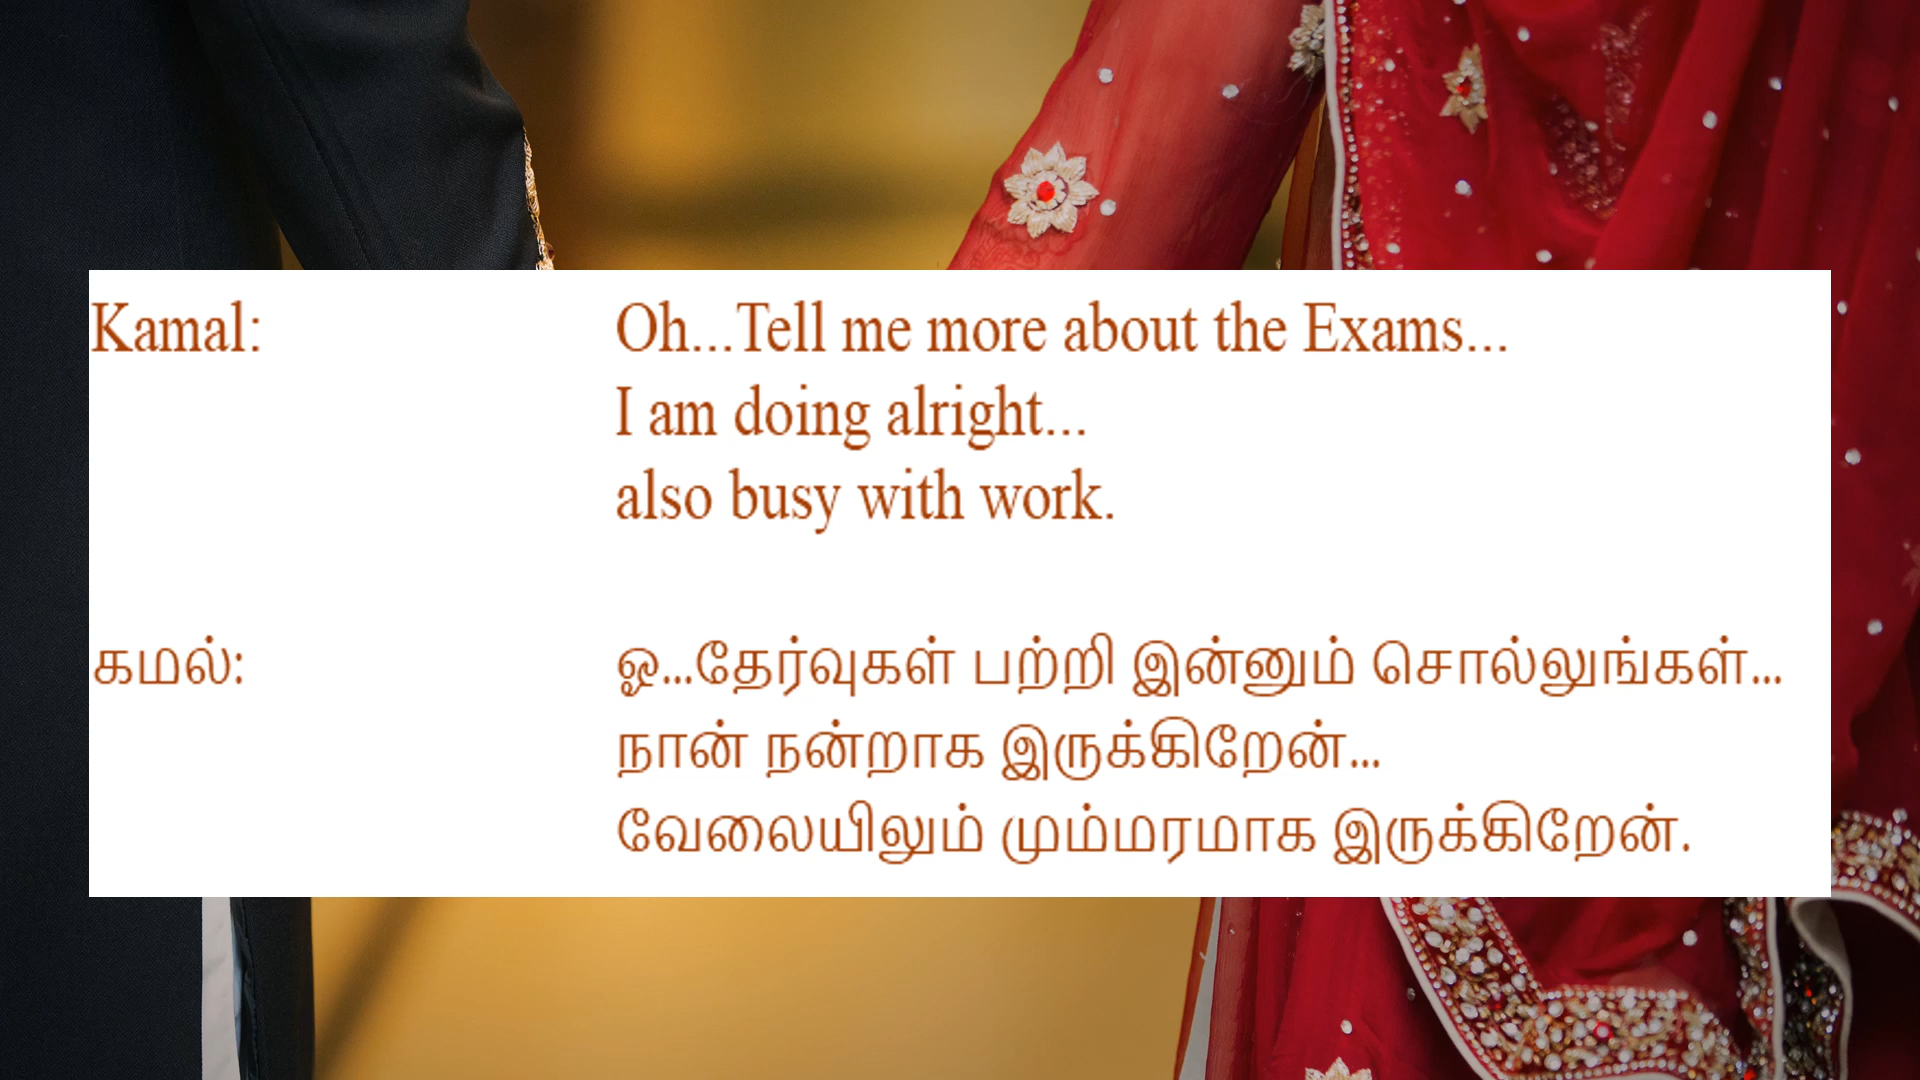 Kamal: Oh...Tell me more about the Exams...
I am doing alright...
also busy with work.
கமல்: ஓ...தேர்வுகள் பற்றி இன்னும் சொல்லுங்கள்...
நான் நன்றாக இருக்கிறேன்...
வேலையிலும் மும்மரமாக இருக்கிறேன்.